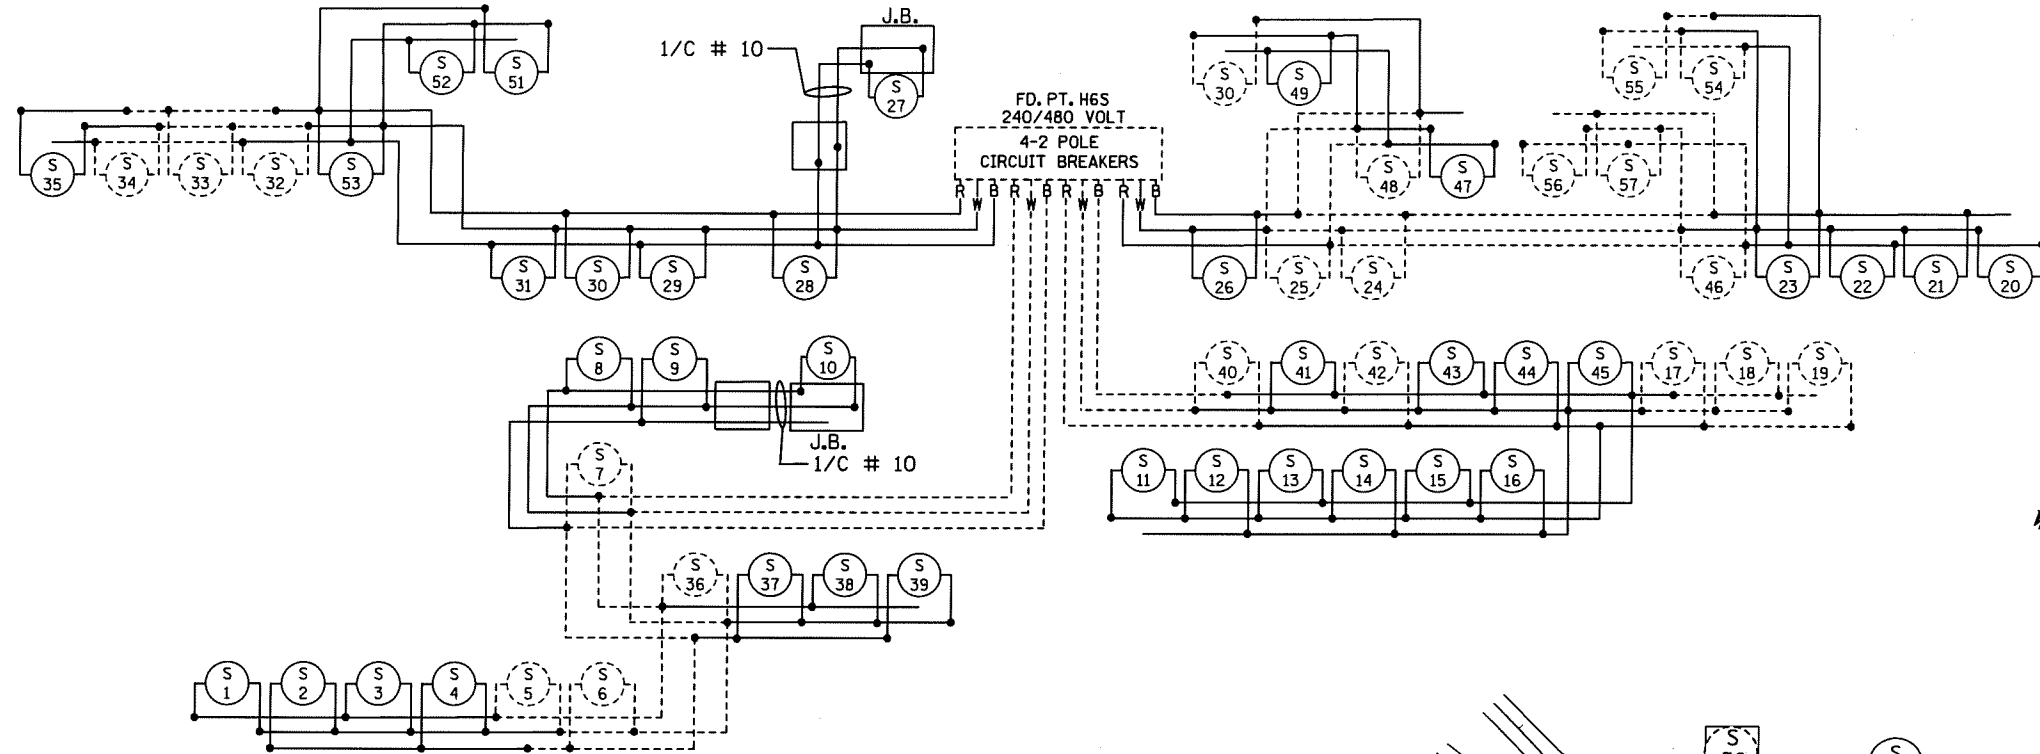 J.B.
1/C # 10
S 52
S 51
S 27
S 30
S 49
S 55
S 54
FD. PT. H6S
240/480 VOLT
4-2 POLE
CIRCUIT BREAKERS
S 35
S 34
S 33
S 32
S 53
S 48
S 47
S 56
S 57
R W B R W B R W B R W B
S 31
S 30
S 29
S 28
S 26
S 25
S 24
S 46
S 23
S 22
S 21
S 20
S 8
S 9
S 10
S 40
S 41
S 42
S 43
S 44
S 45
S 17
S 18
S 19
J.B.
1/C # 10
S 7
S 11
S 12
S 13
S 14
S 15
S 16
S 36
S 37
S 38
S 39
S 1
S 2
S 3
S 4
S 5
S 6
S
S